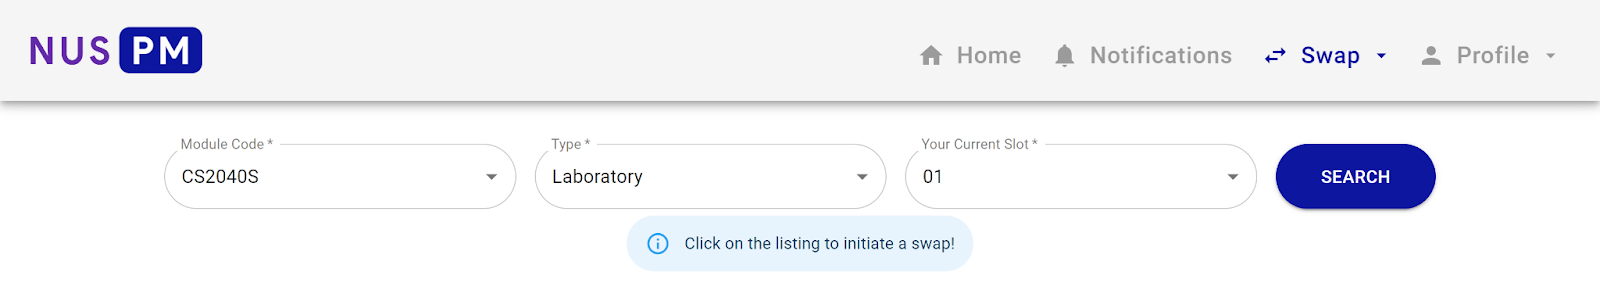 NUS PM
Home Notifications Swap Profile
Module Code * Type * Your Current Slot *
CS2040S Laboratory 01 SEARCH
Click on the listing to initiate a swap!